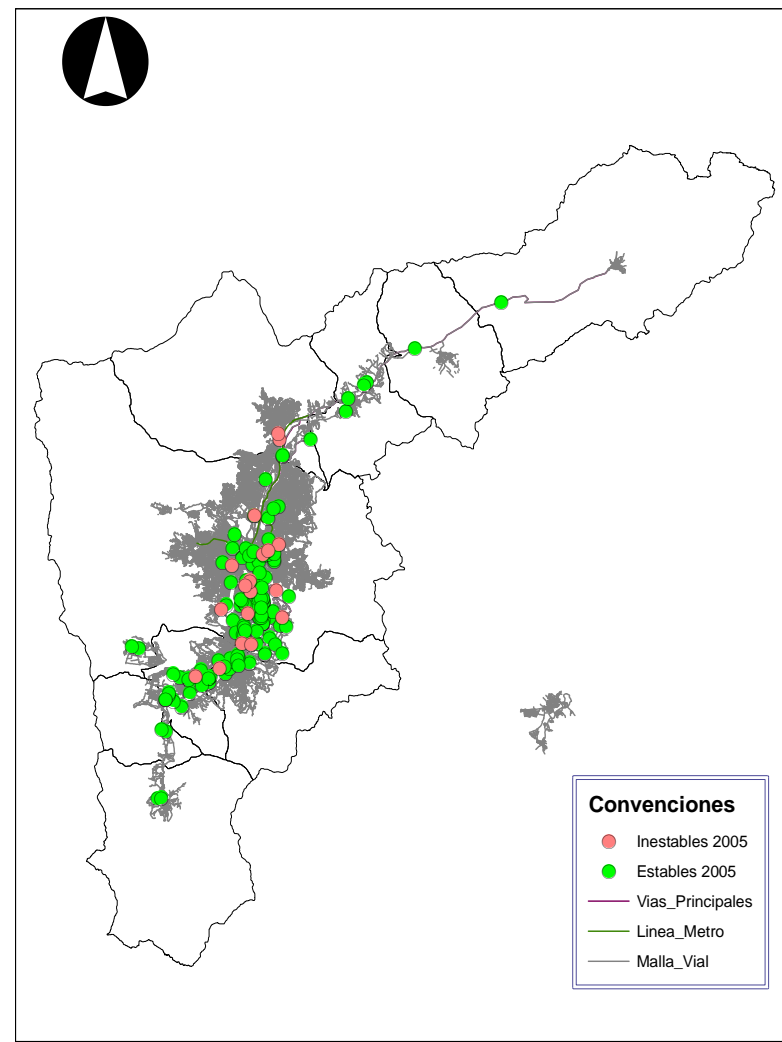 Convenciones
Inestables 2005
Estables 2005
Vias_Principales
Linea_Metro
Malla_Vial